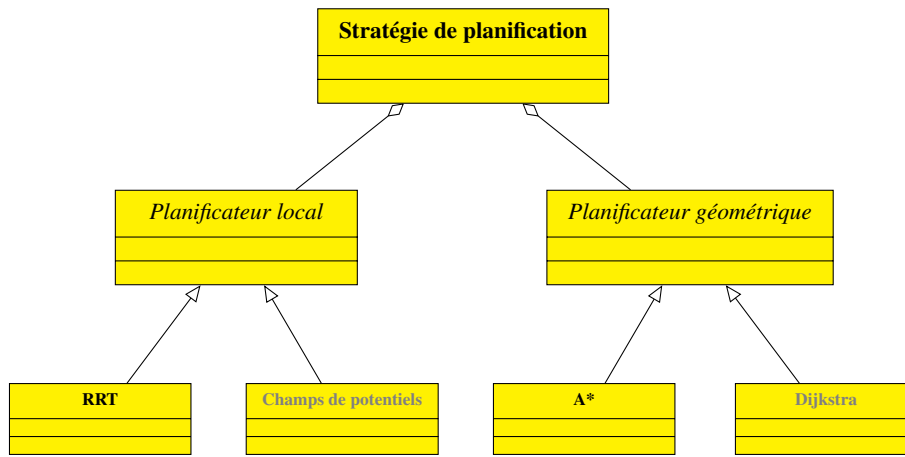 Stratégie de planification
Planificateur local
Planificateur géométrique
RRT
Champs de potentiels
A*
Dijkstra